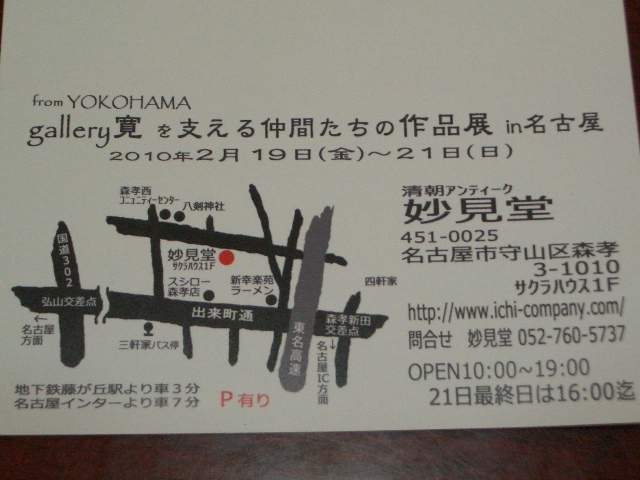 from YOKOHAMA
gallery寛 を支える仲間たちの作品展 in名古屋
2010年2月19日(金)〜21日(日)
森孝西
コミュニティーセンター
八剣神社
国道302
妙見堂
サクラハウス1F
スシロー
森孝店
新幸楽苑
ラーメン
四軒家
弘山交差点
出来町通
森孝新田
交差点
←
名古屋
方面
三軒家バス停
東名高速
↓
名古屋IC方面
地下鉄藤が丘駅より車3分
名古屋インターより車7分
P有り
清朝アンティーク
妙見堂
451-0025
名古屋市守山区森孝
3-1010
サクラハウス1F
http://www.ichi-company.com/
問合せ 妙見堂 052-760-5737
OPEN10:00~19:00
21日最終日は16:00迄